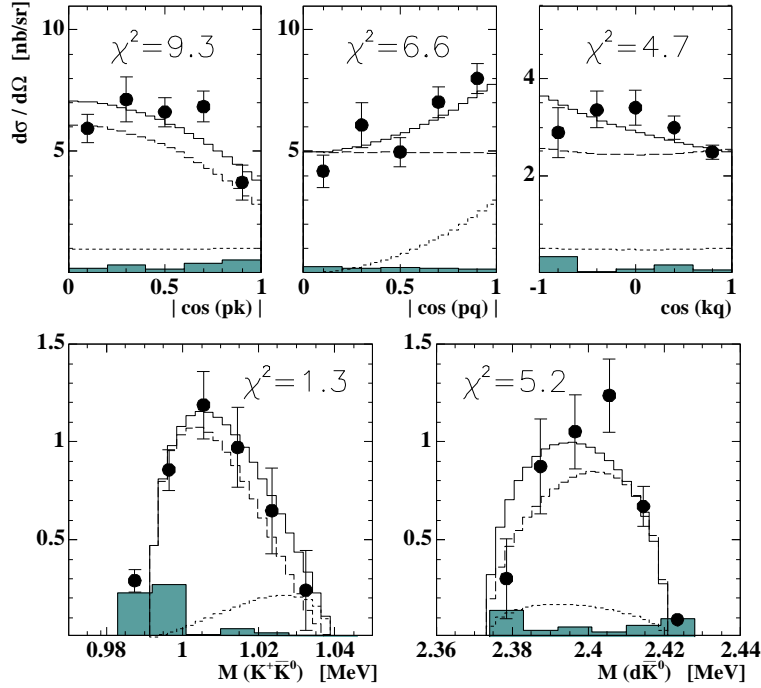 dσ / dΩ [nb/sr]
10
5
χ²=9.3
0 0.5 1
| cos (pk) |
10
5
χ²=6.6
0 0.5 1
| cos (pq) |
4
2
χ²=4.7
-1 0 1
cos (kq)
1.5
1
0.5
χ²=1.3
0.98 1 1.02 1.04
M (K⁺K̅⁰) [MeV]
1.5
1
0.5
χ²=5.2
2.36 2.38 2.4 2.42 2.44
M (dK̅⁰) [MeV]